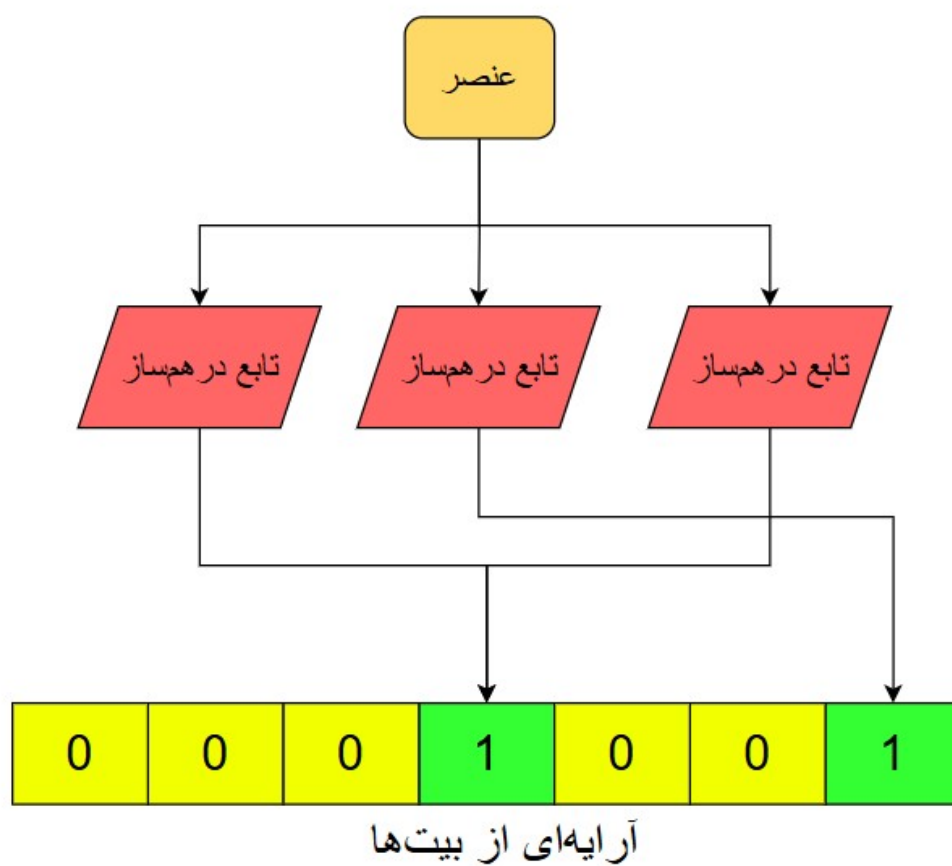 عنصر
تابع درهم‌ساز
تابع درهم‌ساز
تابع درهم‌ساز
0 0 0 1 0 0 1
آرایه‌ای از بیت‌ها